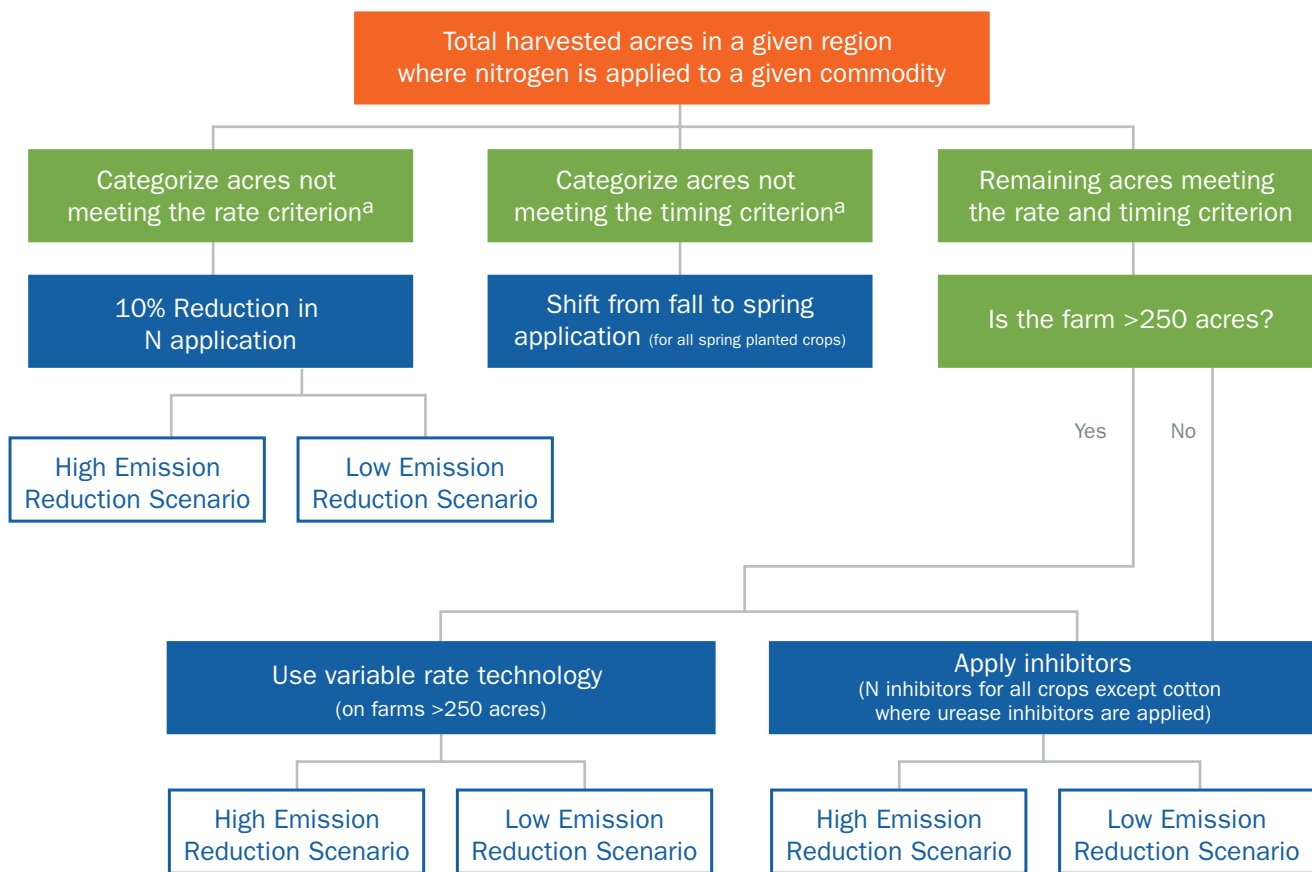 Total harvested acres in a given region
where nitrogen is applied to a given commodity
Categorize acres not
meeting the rate criterionᵃ
Categorize acres not
meeting the timing criterionᵃ
Remaining acres meeting
the rate and timing criterion
10% Reduction in
N application
Shift from fall to spring
application (for all spring planted crops)
Is the farm >250 acres?
Yes
No
High Emission
Reduction Scenario
Low Emission
Reduction Scenario
Use variable rate technology
(on farms >250 acres)
Apply inhibitors
(N inhibitors for all crops except cotton
where urease inhibitors are applied)
High Emission
Reduction Scenario
Low Emission
Reduction Scenario
High Emission
Reduction Scenario
Low Emission
Reduction Scenario